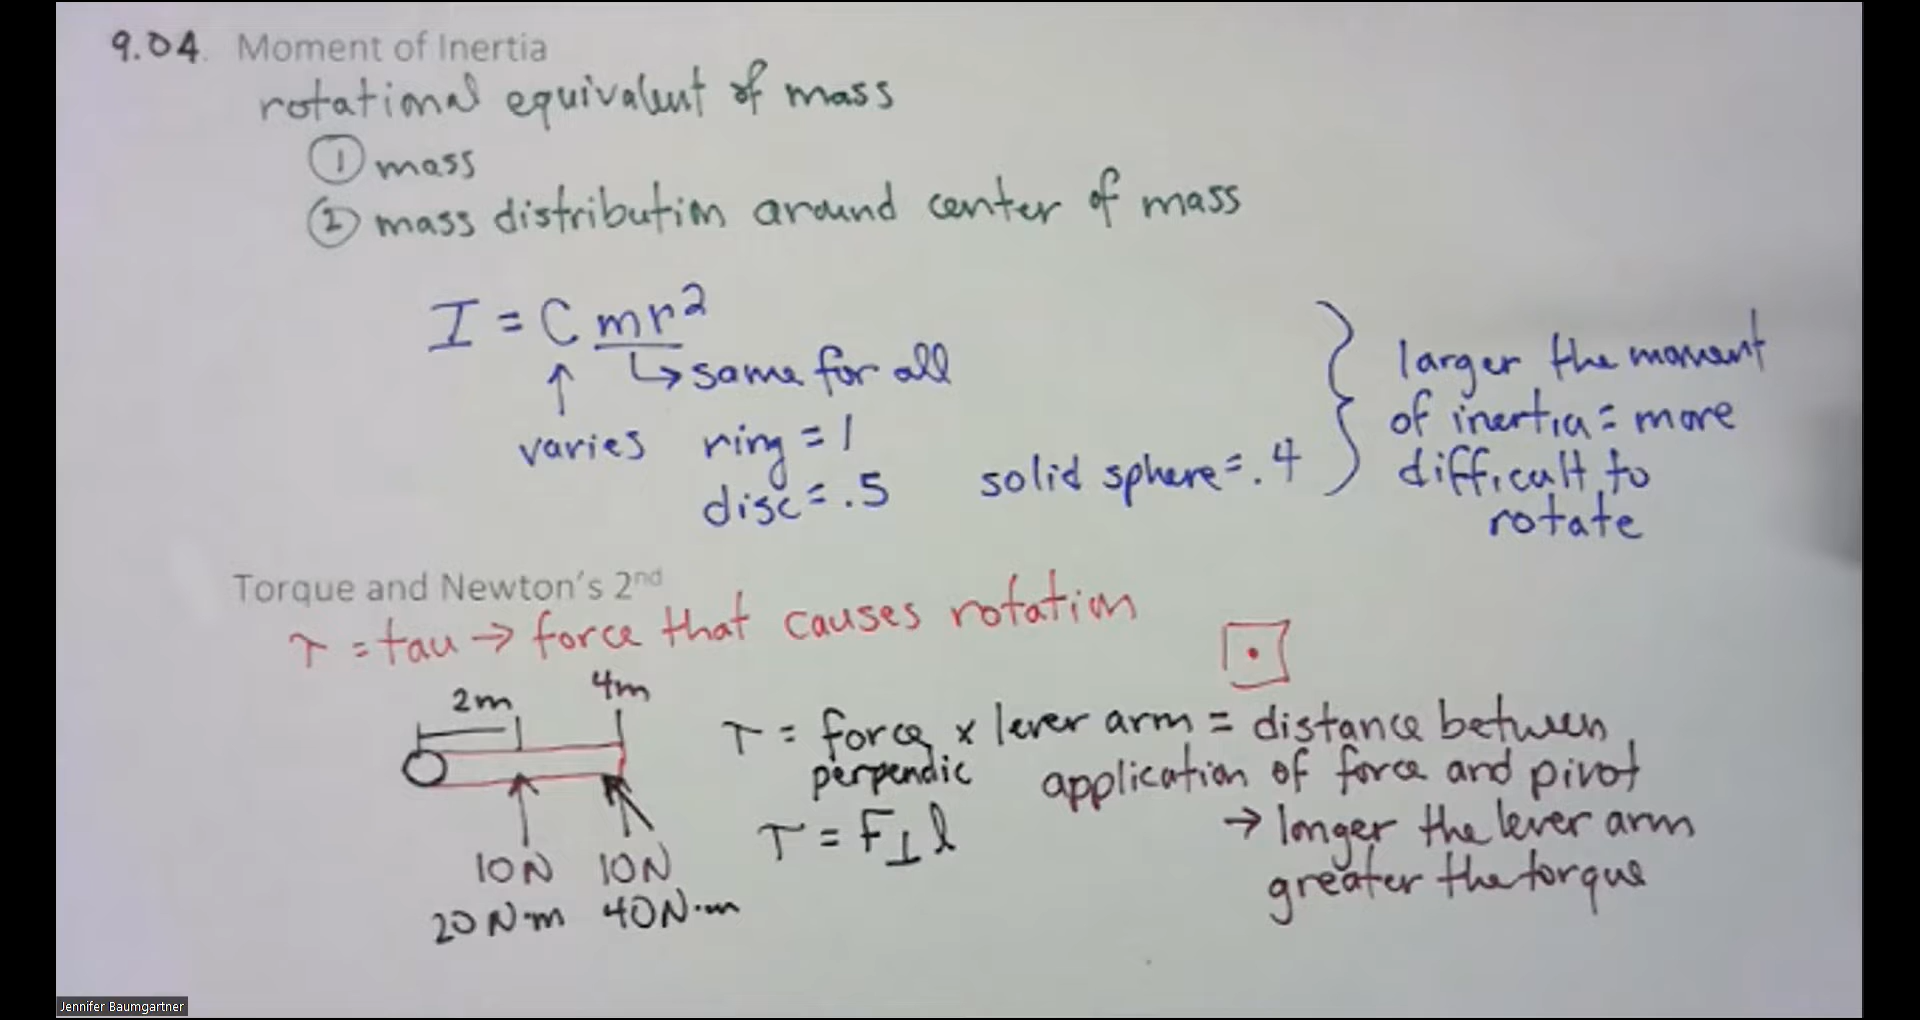 9.04. Moment of Inertia
rotational equivalent of mass
① mass
② mass distribution around center of mass
I = C mr²
↑ ↳ same for all
varies ring = 1
disc = .5 solid sphere = .4
larger the moment
of inertia = more
difficult to
rotate
Torque and Newton's 2nd
τ = tau → force that causes rotation
2m 4m
10N 10N
20 N·m 40N·m
τ = force x lever arm = distance between
perpendic application of force and pivot
τ = F⊥ l
→ longer the lever arm
greater the torque
Jennifer Baumgartner